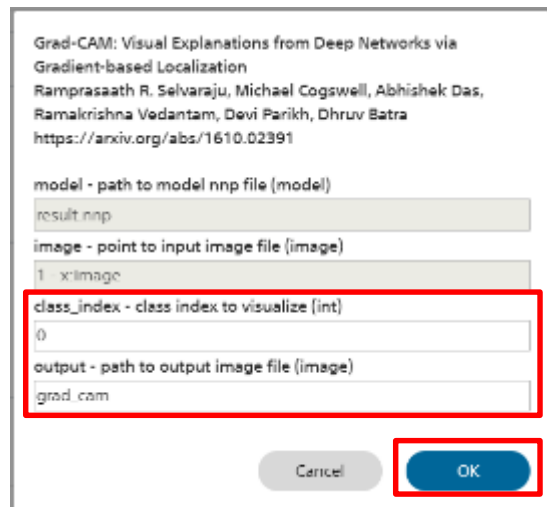 Grad-CAM: Visual Explanations from Deep Networks via
Gradient-based Localization
Ramprasaath R. Selvaraju, Michael Cogswell, Abhishek Das,
Ramakrishna Vedantam, Devi Parikh, Dhruv Batra
https://arxiv.org/abs/1610.02391
model - path to model nnp file (model)
result.nnp
image - point to input image file (image)
1 - x:image
class_index - class index to visualize (int)
0
output - path to output image file (image)
grad_cam
Cancel OK